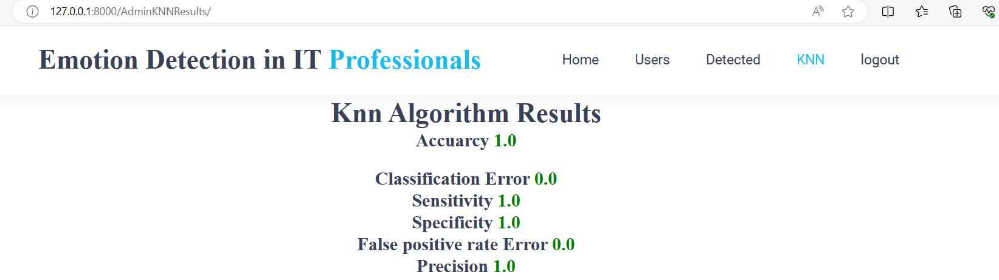 127.0.0.1:8000/AdminKNNResults/
Emotion Detection in IT Professionals
Home Users Detected KNN logout
Knn Algorithm Results
Accuarcy 1.0
Classification Error 0.0
Sensitivity 1.0
Specificity 1.0
False positive rate Error 0.0
Precision 1.0